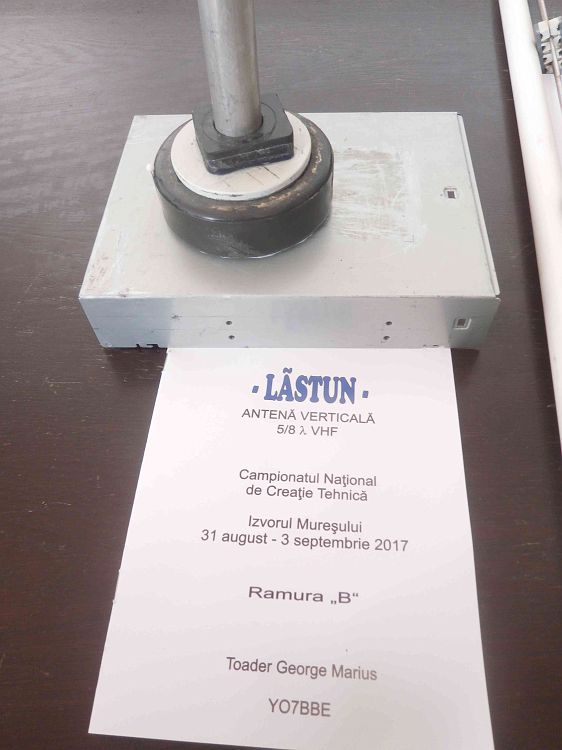 - LÃSTUN -
ANTENĂ VERTICALĂ
5/8 λ VHF
Campionatul Naţional
de Creaţie Tehnică
Izvorul Mureşului
31 august - 3 septembrie 2017
Ramura „B“
Toader George Marius
YO7BBE